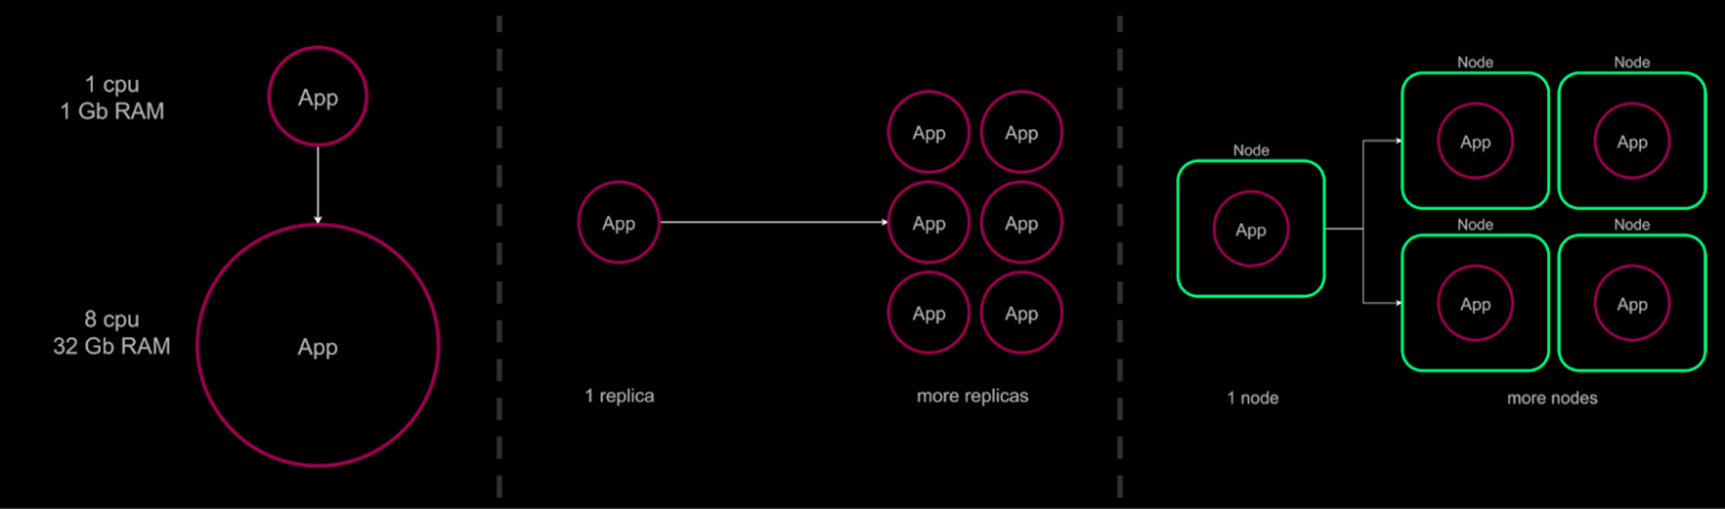 1 cpu
1 Gb RAM
App
8 cpu
32 Gb RAM
App
App
1 replica
App
App
App
App
App
App
more replicas
Node
App
1 node
Node
Node
App
App
Node
Node
App
App
more nodes